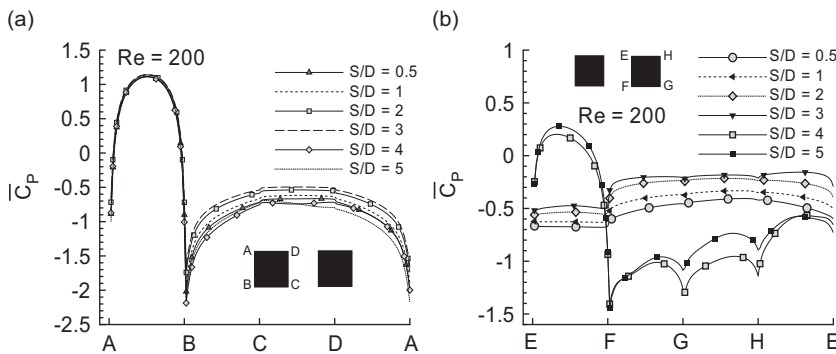 (a)
1.5
1
0.5
0
-0.5
-1
-1.5
-2
-2.5
C̅P
Re = 200
S/D = 0.5
S/D = 1
S/D = 2
S/D = 3
S/D = 4
S/D = 5
A D
B C
A B C D A
(b)
1
0.5
0
-0.5
-1
-1.5
C̅P
E H
F G
Re = 200
S/D = 0.5
S/D = 1
S/D = 2
S/D = 3
S/D = 4
S/D = 5
E F G H E